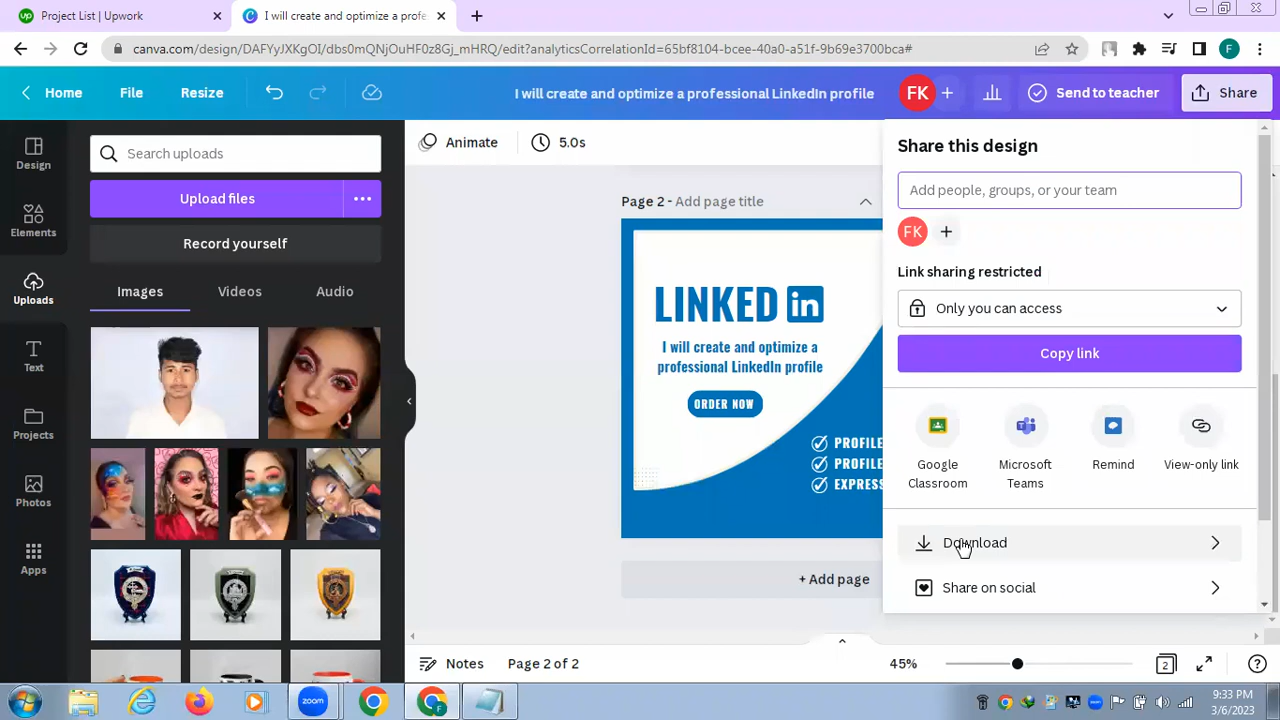 Project List | Upwork
I will create and optimize a profe
canva.com/design/DAFYyJXKgOI/dbs0mQNjOuHF0z8Gj_mHRQ/edit?analyticsCorrelationId=65bf8104-bcee-40a0-a51f-9b69e3700bca#
F
Home
File
Resize
I will create and optimize a professional LinkedIn profile
FK
Send to teacher
Share
Design
Elements
Uploads
Text
Projects
Photos
Apps
Search uploads
Upload files
Record yourself
Images
Videos
Audio
Animate
5.0s
Page 2 - Add page title
LINKED in
I will create and optimize a
professional LinkedIn profile
ORDER NOW
PROFILE
PROFILE
EXPRESS
+ Add page
Share this design
Add people, groups, or your team
FK
Link sharing restricted
Only you can access
Copy link
Google
Classroom
Microsoft
Teams
Remind
View-only link
Download
Share on social
Notes
Page 2 of 2
45%
2
zoom
9:33 PM
3/6/2023